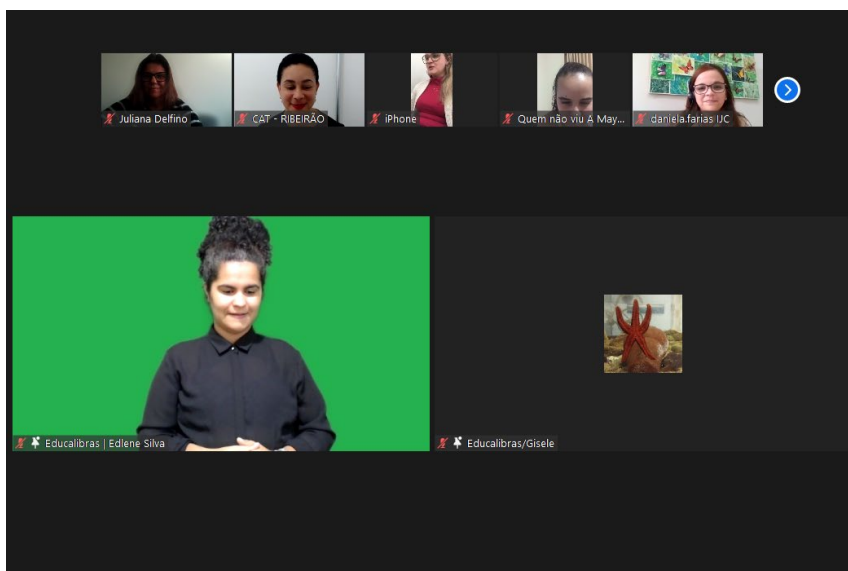 Juliana Delfino
CAT - RIBEIRÃO
iPhone
Quem não viu A May...
daniela.farias IJC
Educalibras | Edlene Silva
Educalibras/Gisele